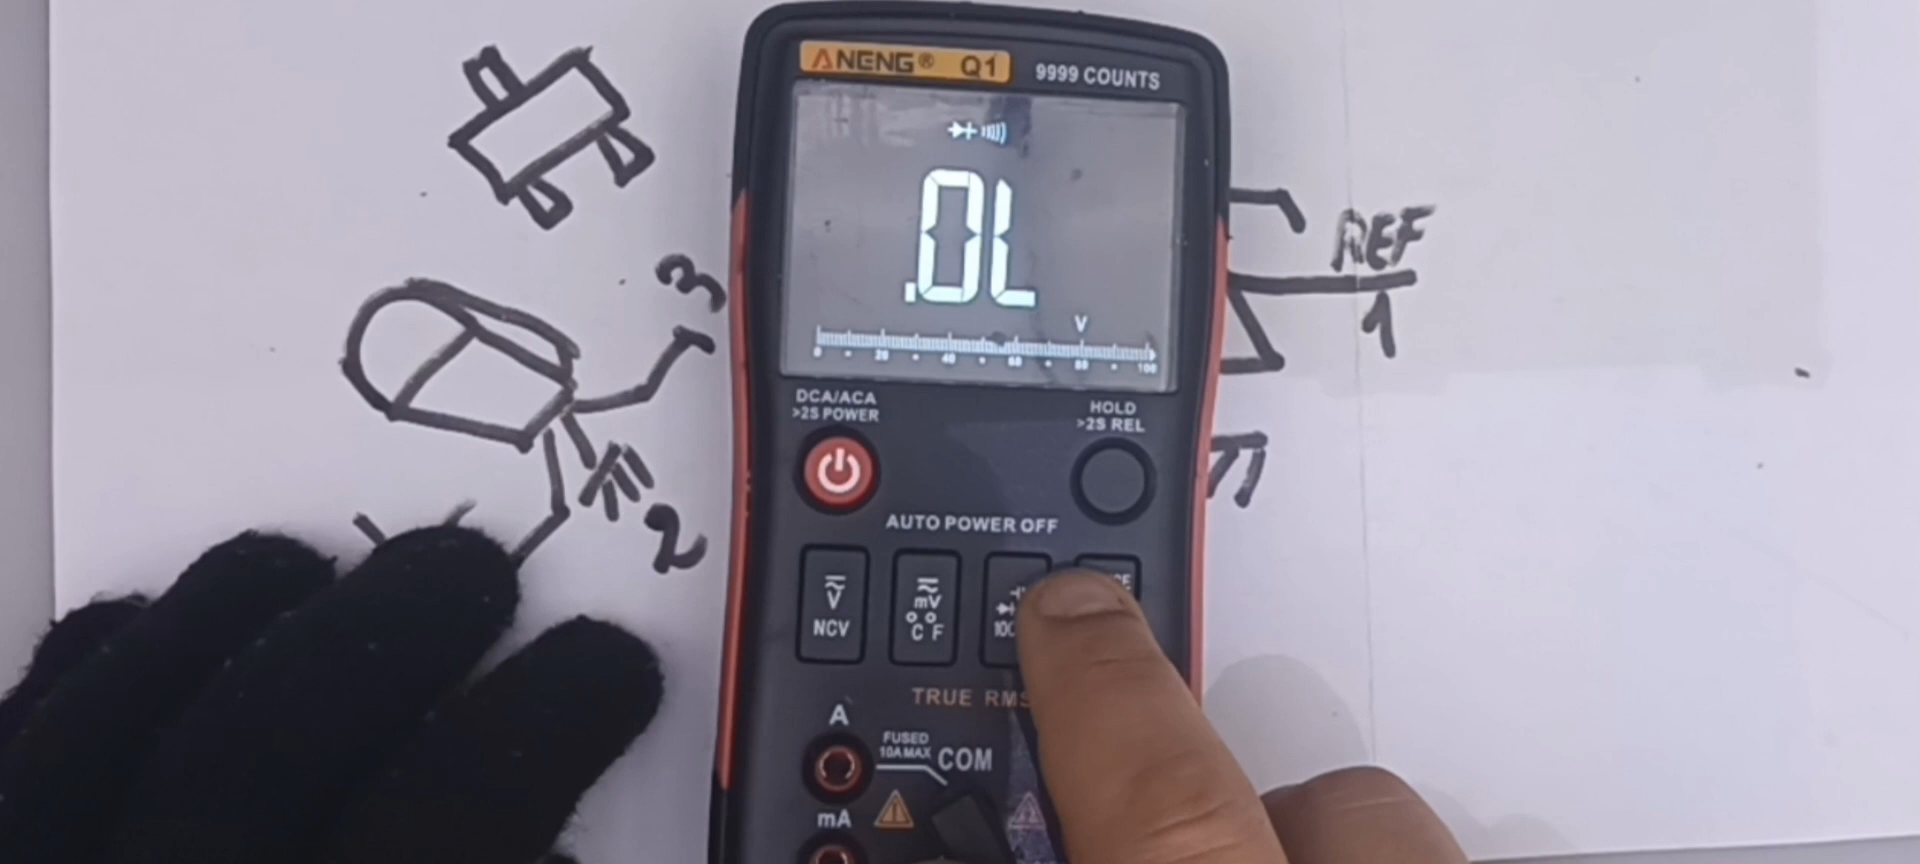 ANENG® Q1 9999 COUNTS
.0L
V
0 20 40 60 80 100
DCA/ACA
>2S POWER
HOLD
>2S REL
AUTO POWER OFF
V
NCV
mV
°C °F
TRUE RMS
A
FUSED
10A MAX
COM
mA
3
2
REF
1